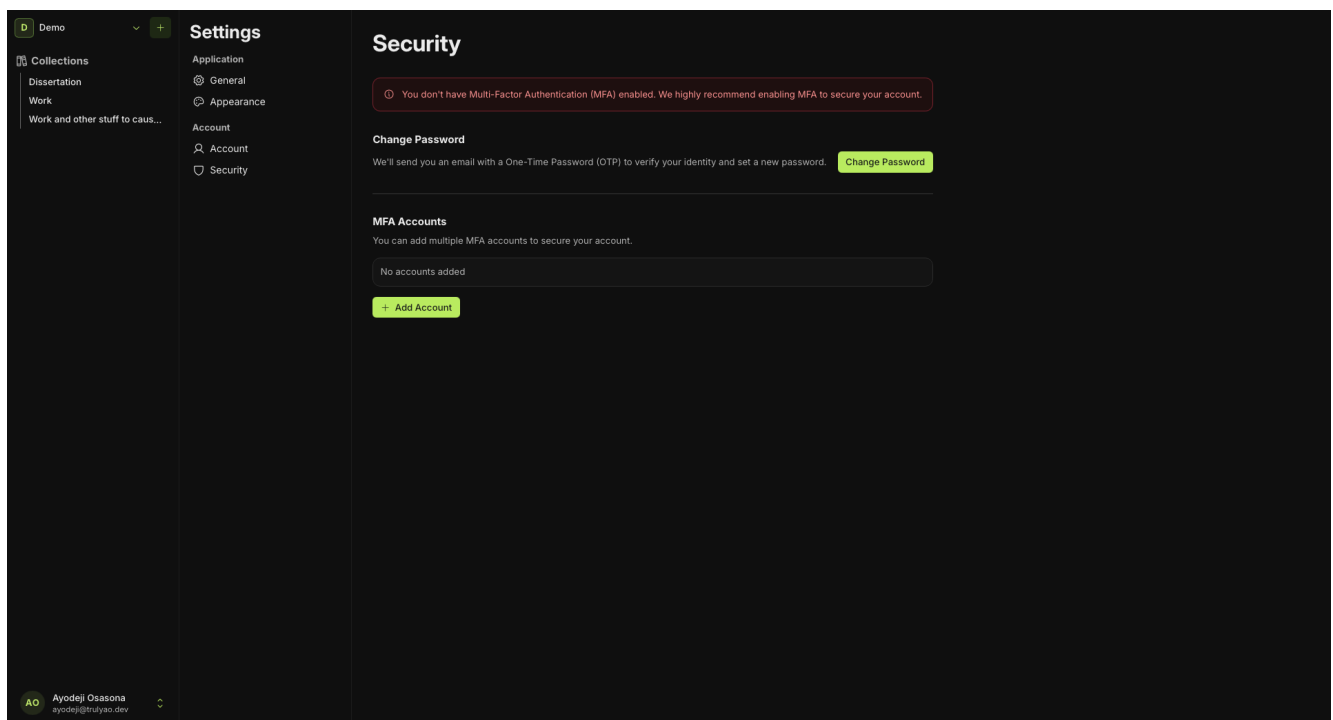 D Demo
Collections
Dissertation
Work
Work and other stuff to caus...
AO Ayodeji Osasona
ayodeji@trulyao.dev
Settings
Application
General
Appearance
Account
Account
Security
Security
You don't have Multi-Factor Authentication (MFA) enabled. We highly recommend enabling MFA to secure your account.
Change Password
We'll send you an email with a One-Time Password (OTP) to verify your identity and set a new password.
Change Password
MFA Accounts
You can add multiple MFA accounts to secure your account.
No accounts added
+ Add Account